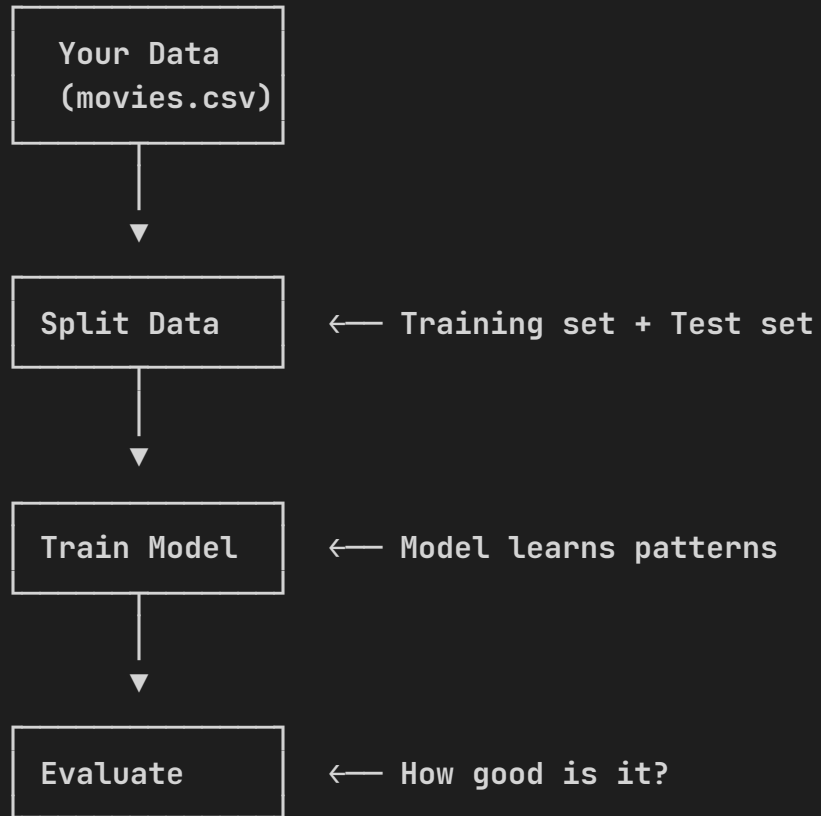 Your Data
(movies.csv)
Split Data ←── Training set + Test set
Train Model ←── Model learns patterns
Evaluate ←── How good is it?